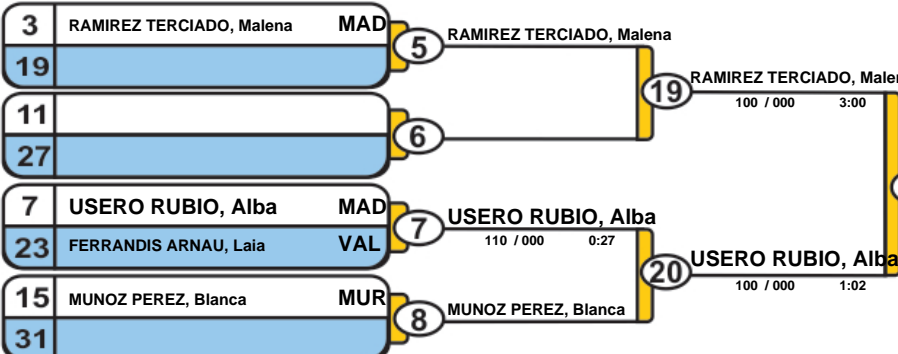 3 RAMIREZ TERCIADO, Malena MAD
19
5
RAMIREZ TERCIADO, Malena
11
27
6
19
RAMIREZ TERCIADO, Malen
100 / 000 3:00
7 USERO RUBIO, Alba MAD
23 FERRANDIS ARNAU, Laia VAL
7
USERO RUBIO, Alba
110 / 000 0:27
15 MUNOZ PEREZ, Blanca MUR
31
8
MUNOZ PEREZ, Blanca
20
USERO RUBIO, Alba
100 / 000 1:02